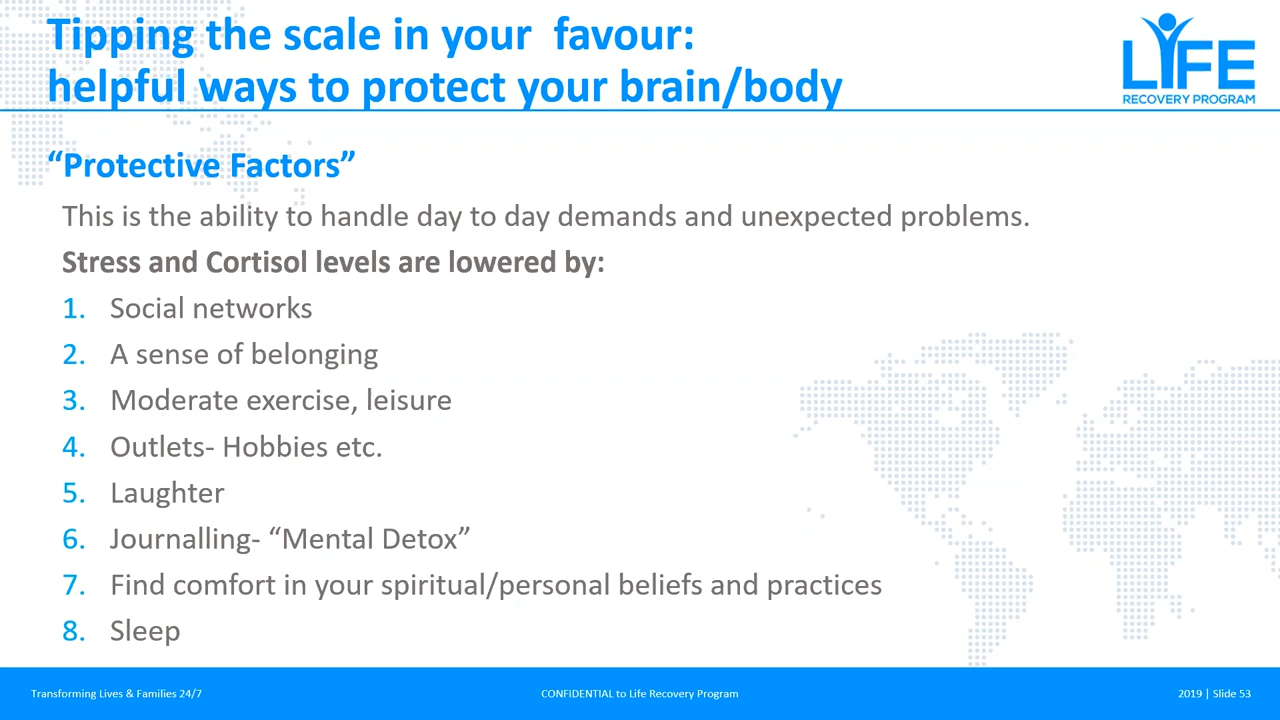 Tipping the scale in your  favour:
helpful ways to protect your brain/body
LIFE
RECOVERY PROGRAM
“Protective Factors”
This is the ability to handle day to day demands and unexpected problems.
Stress and Cortisol levels are lowered by:
1. Social networks
2. A sense of belonging
3. Moderate exercise, leisure
4. Outlets- Hobbies etc.
5. Laughter
6. Journalling- “Mental Detox”
7. Find comfort in your spiritual/personal beliefs and practices
8. Sleep
Transforming Lives & Families 24/7
CONFIDENTIAL to Life Recovery Program
2019 | Slide 53